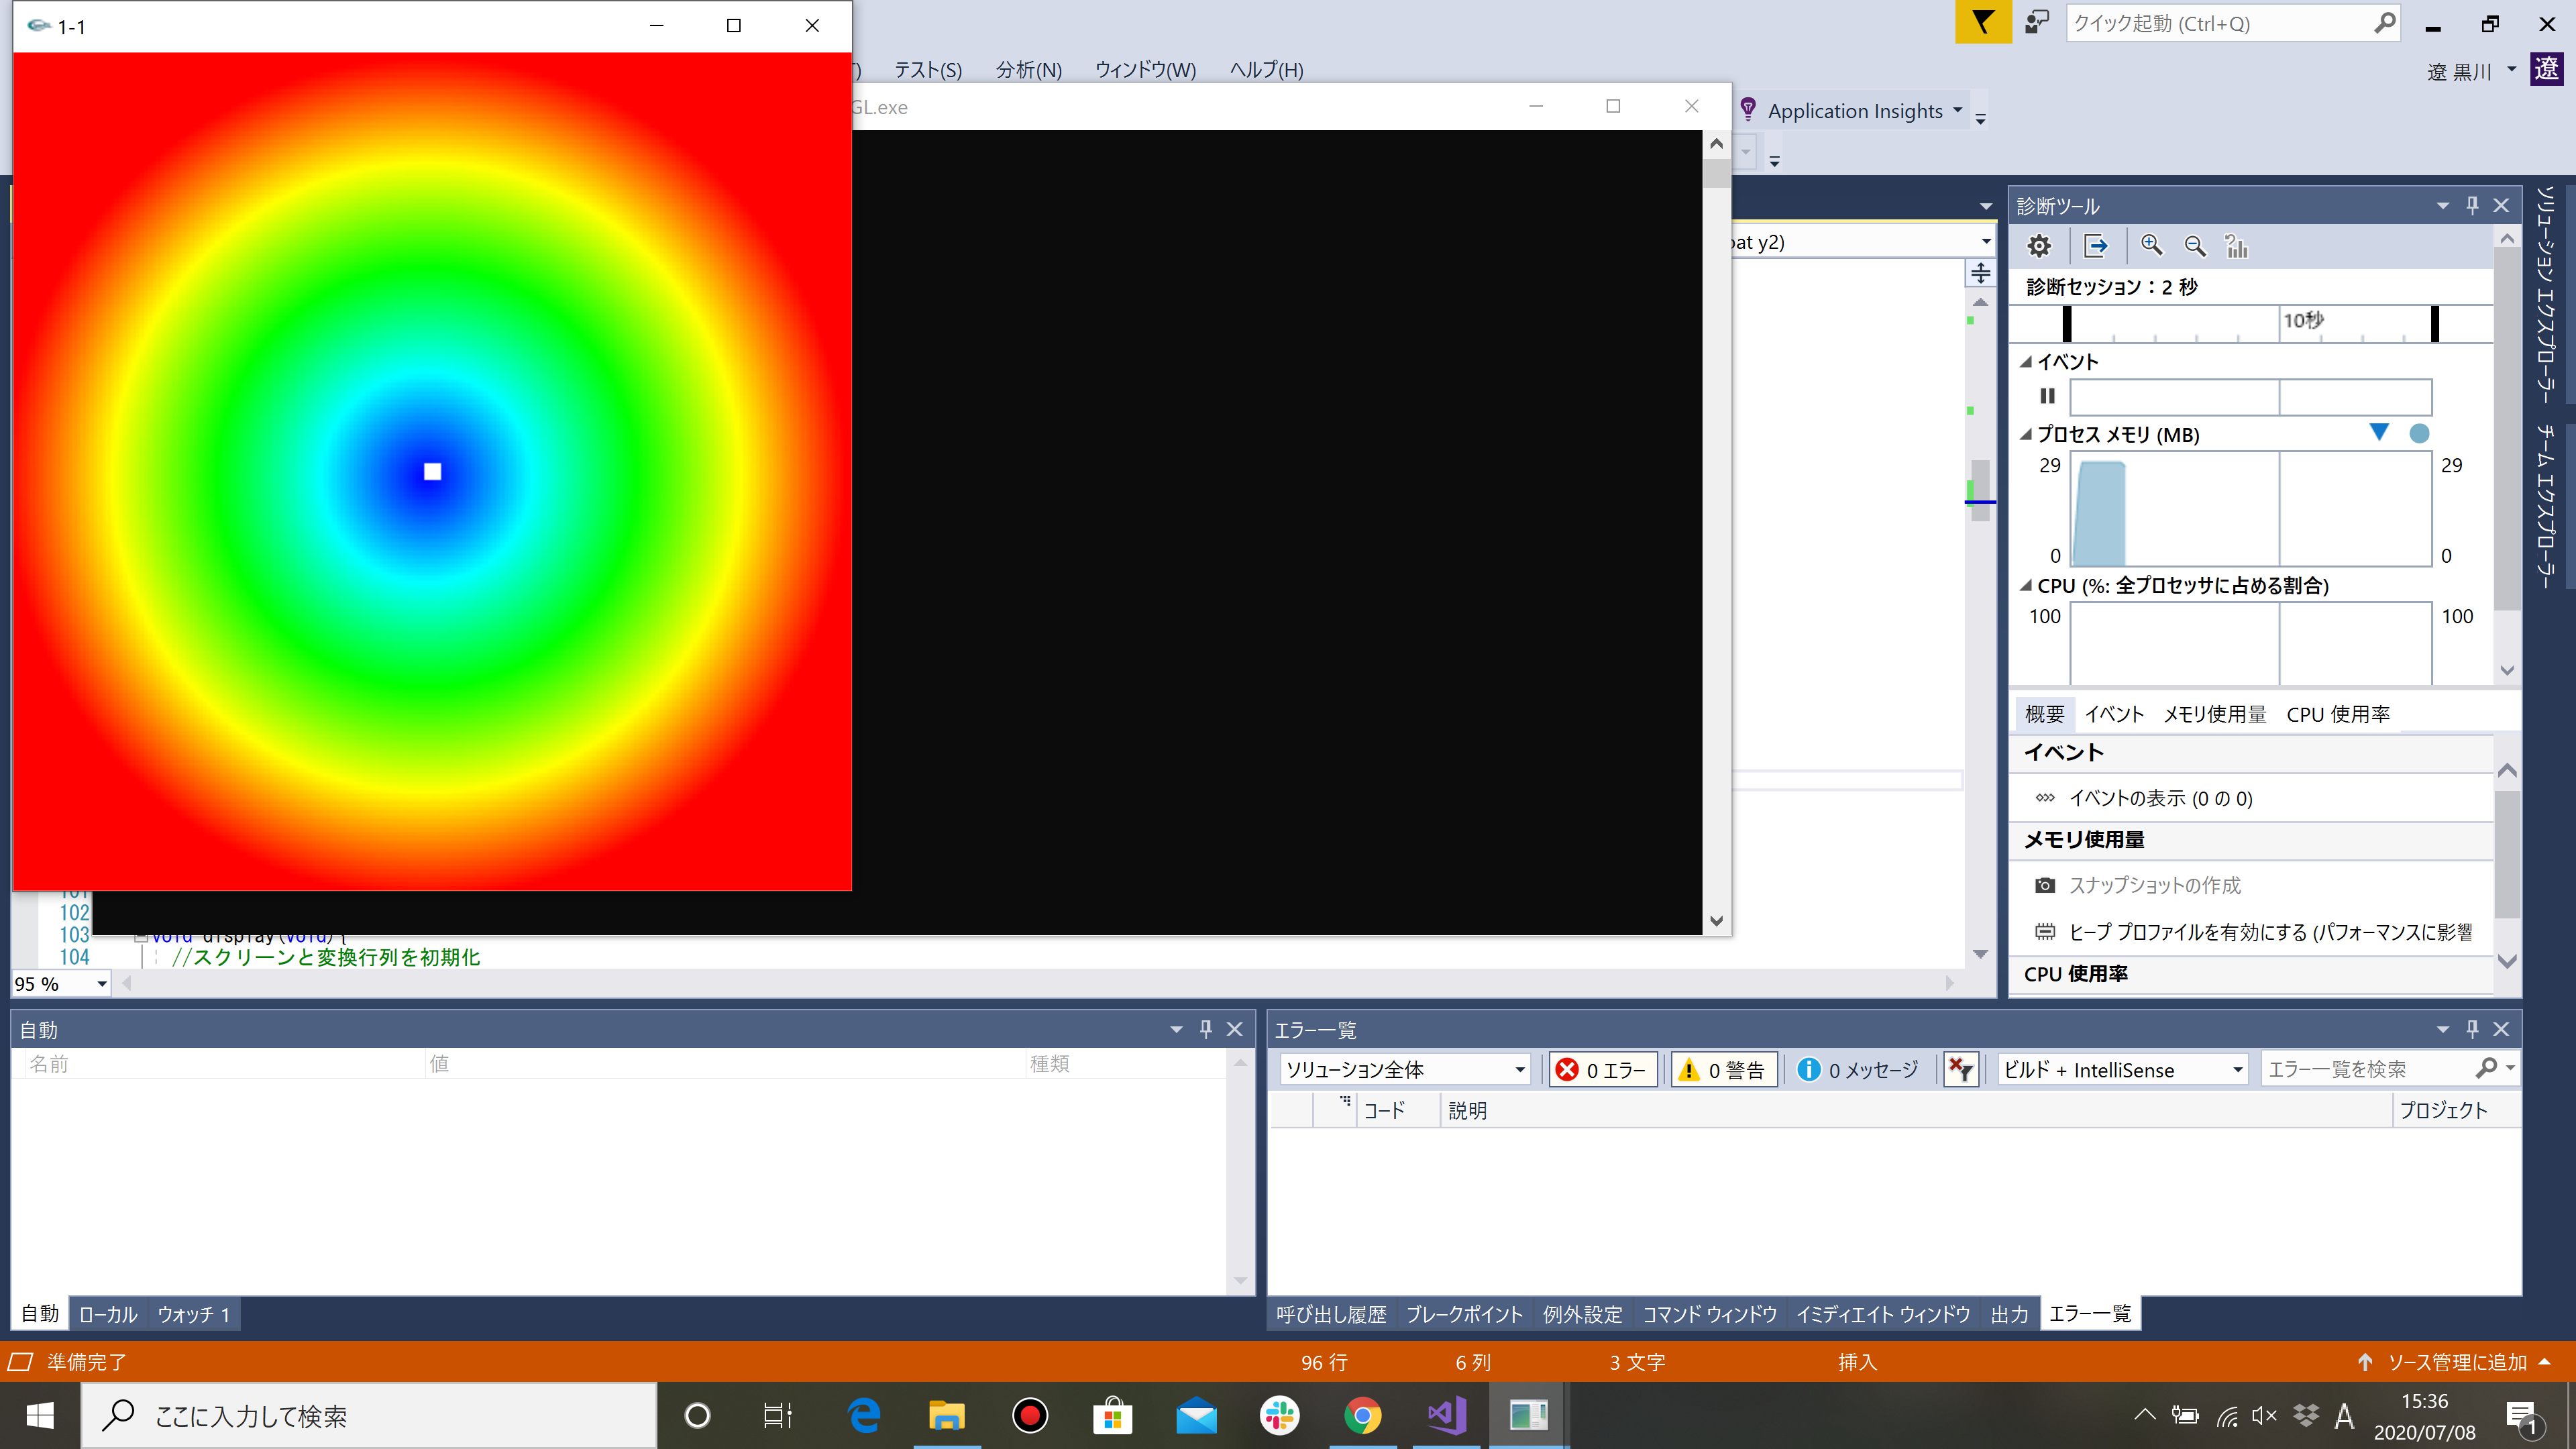 1-1
クイック起動 (Ctrl+Q)
テスト(S) 分析(N) ウィンドウ(W) ヘルプ(H)
遼 黒川 遼
GL.exe
Application Insights
oat y2)
診断ツール
診断セッション：2 秒
10秒
イベント
プロセス メモリ (MB)
29 29
0 0
CPU (%: 全プロセッサに占める割合)
100 100
概要 イベント メモリ使用量 CPU 使用率
イベント
イベントの表示 (0 の 0)
メモリ使用量
スナップショットの作成
ヒープ プロファイルを有効にする (パフォーマンスに影響
CPU 使用率
ソリューション エクスプローラー
チーム エクスプローラー
101
102
103 void display(void){
104 //スクリーンと変換行列を初期化
95 %
自動
名前 値 種類
自動 ローカル ウォッチ 1
エラー一覧
ソリューション全体 0 エラー 0 警告 0 メッセージ ビルド + IntelliSense エラー一覧を検索
コード 説明 プロジェクト
呼び出し履歴 ブレークポイント 例外設定 コマンド ウィンドウ イミディエイト ウィンドウ 出力 エラー一覧
準備完了 96 行 6 列 3 文字 挿入 ソース管理に追加
ここに入力して検索
A
15:36
2020/07/08
1